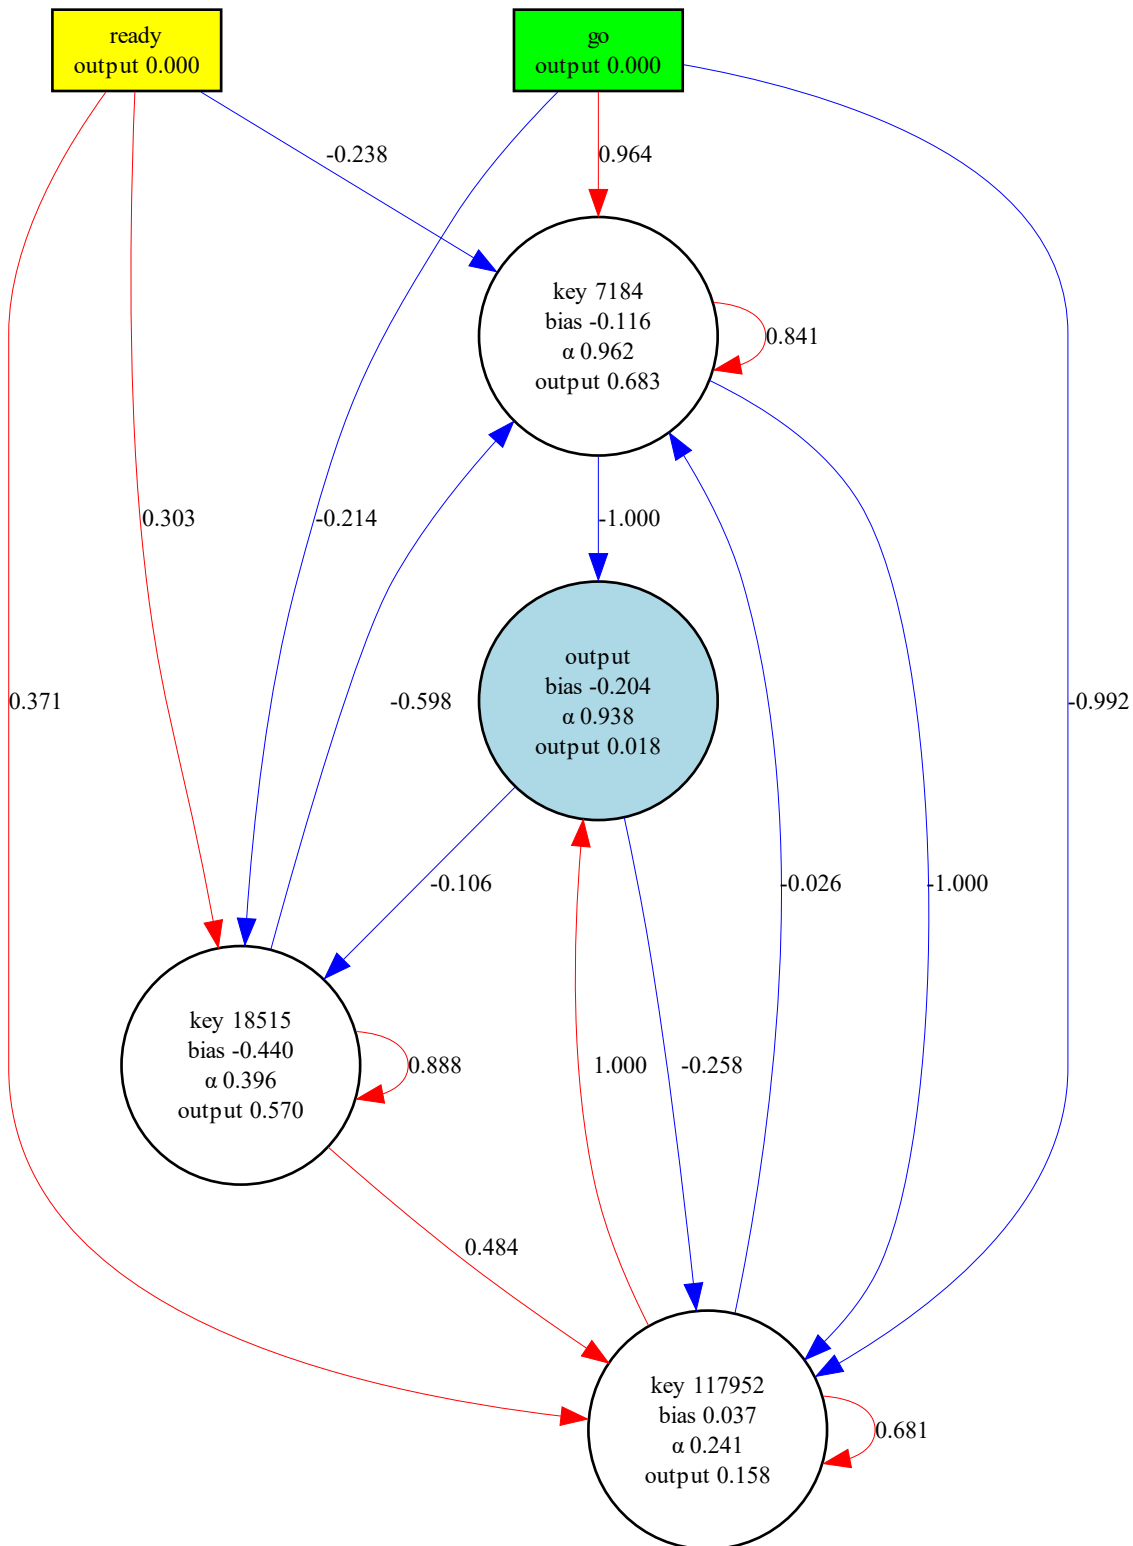 ready
output 0.000
go
output 0.000
-0.238
0.964
key 7184
bias -0.116
α 0.962
output 0.683
0.841
0.303
-0.214
-1.000
output
bias -0.204
α 0.938
output 0.018
0.371
-0.598
-0.992
-0.106
-0.026
-1.000
key 18515
bias -0.440
α 0.396
output 0.570
0.888
1.000
-0.258
0.484
key 117952
bias 0.037
α 0.241
output 0.158
0.681